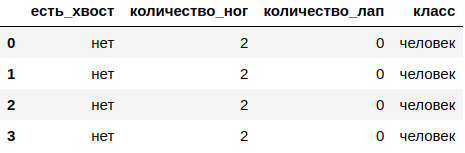 есть_хвост количество_ног количество_лап класс
0 нет 2 0 человек
1 нет 2 0 человек
2 нет 2 0 человек
3 нет 2 0 человек